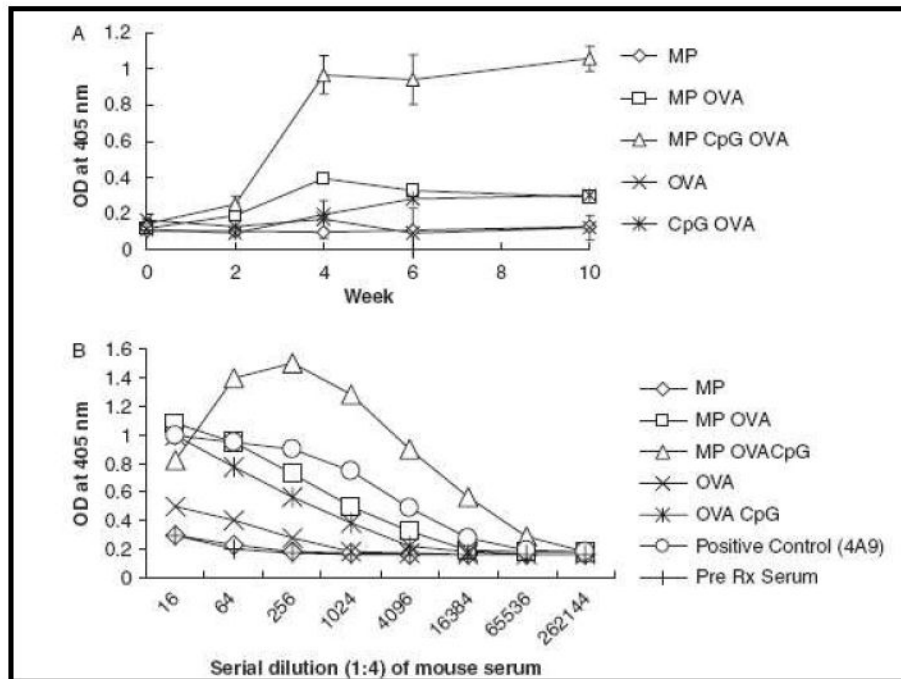 A
1.2
1
0.8
0.6
0.4
0.2
0
OD at 405 nm
0 2 4 6 8 10
Week
MP
MP OVA
MP CpG OVA
OVA
CpG OVA
B
1.6
1.4
1.2
1
0.8
0.6
0.4
0.2
0
OD at 405 nm
16 64 256 1024 4096 16384 65536 262144
Serial dilution (1:4) of mouse serum
MP
MP OVA
MP OVACpG
OVA
OVA CpG
Positive Control (4A9)
Pre Rx Serum